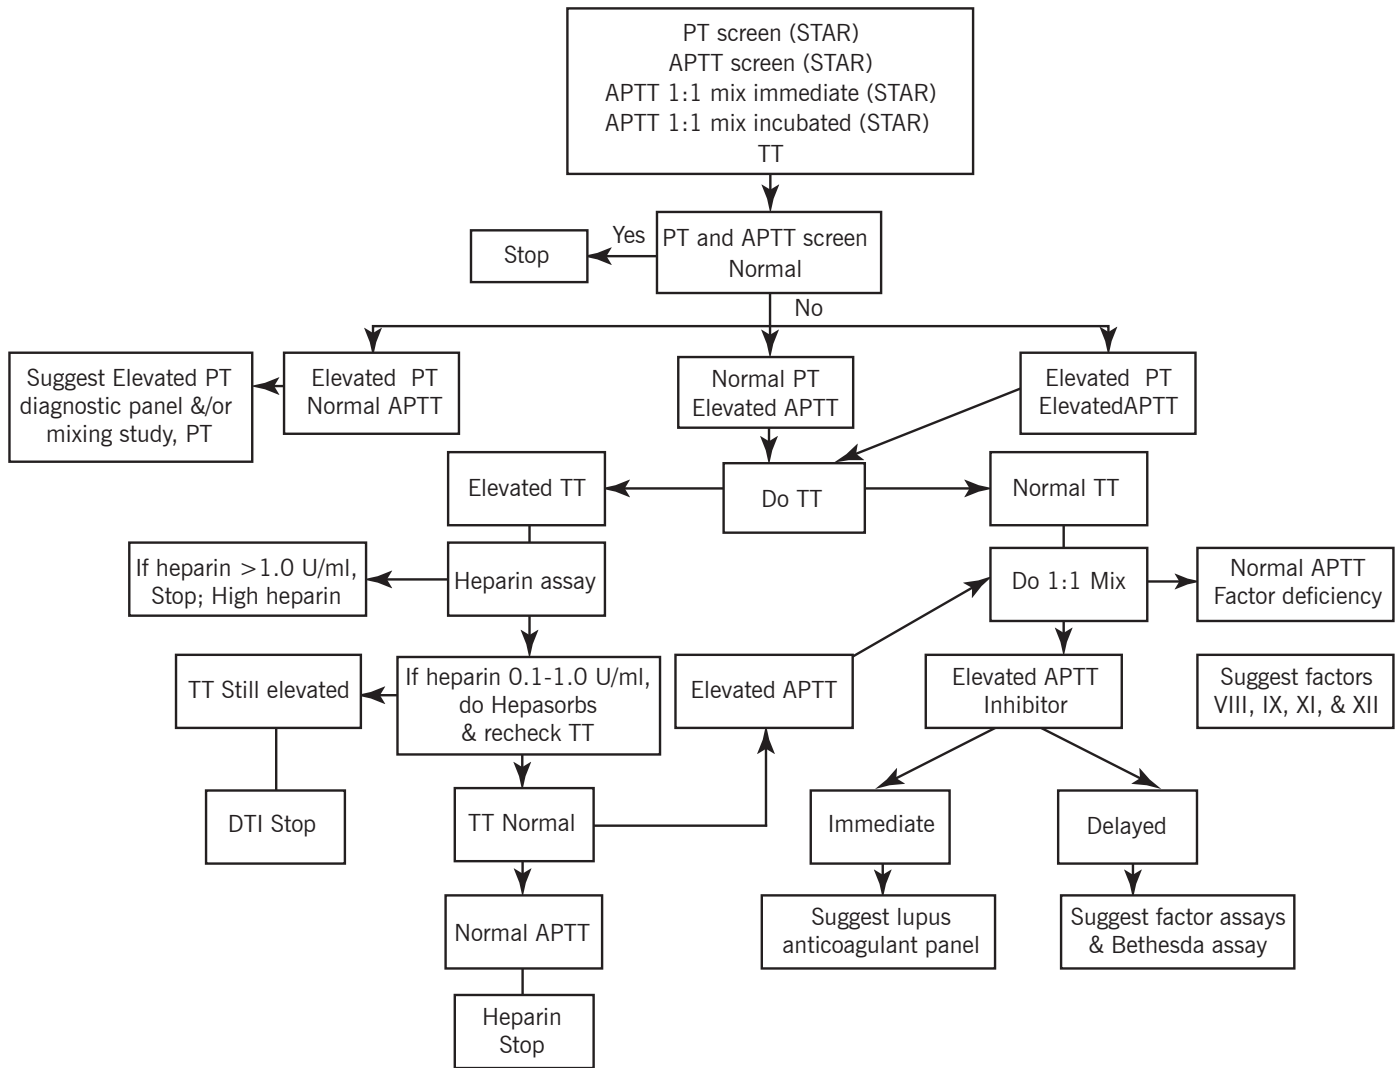 PT screen (STAR)
APTT screen (STAR)
APTT 1:1 mix immediate (STAR)
APTT 1:1 mix incubated (STAR)
TT
Stop
Yes
PT and APTT screen
Normal
No
Suggest Elevated PT
diagnostic panel &/or
mixing study, PT
Elevated PT
Normal APTT
Normal PT
Elevated APTT
Elevated PT
ElevatedAPTT
Elevated TT
Do TT
Normal TT
If heparin >1.0 U/ml,
Stop; High heparin
Heparin assay
Do 1:1 Mix
Normal APTT
Factor deficiency
TT Still elevated
If heparin 0.1-1.0 U/ml,
do Hepasorbs
& recheck TT
Elevated APTT
Elevated APTT
Inhibitor
Suggest factors
VIII, IX, XI, & XII
DTI Stop
TT Normal
Immediate
Delayed
Normal APTT
Suggest lupus
anticoagulant panel
Suggest factor assays
& Bethesda assay
Heparin
Stop